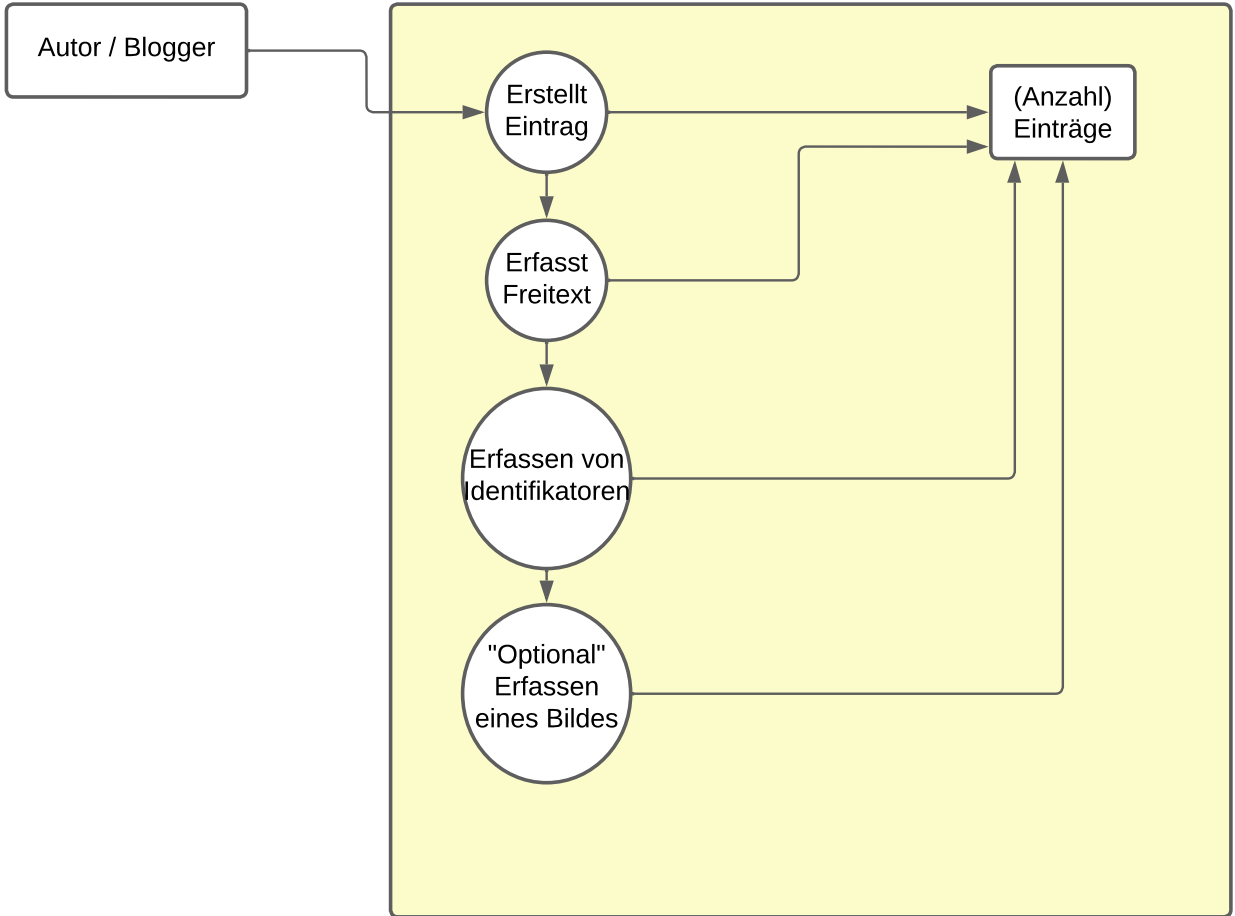 Autor / Blogger
Erstellt
Eintrag
(Anzahl)
Einträge
Erfasst
Freitext
Erfassen von
Identifikatoren
"Optional"
Erfassen
eines Bildes